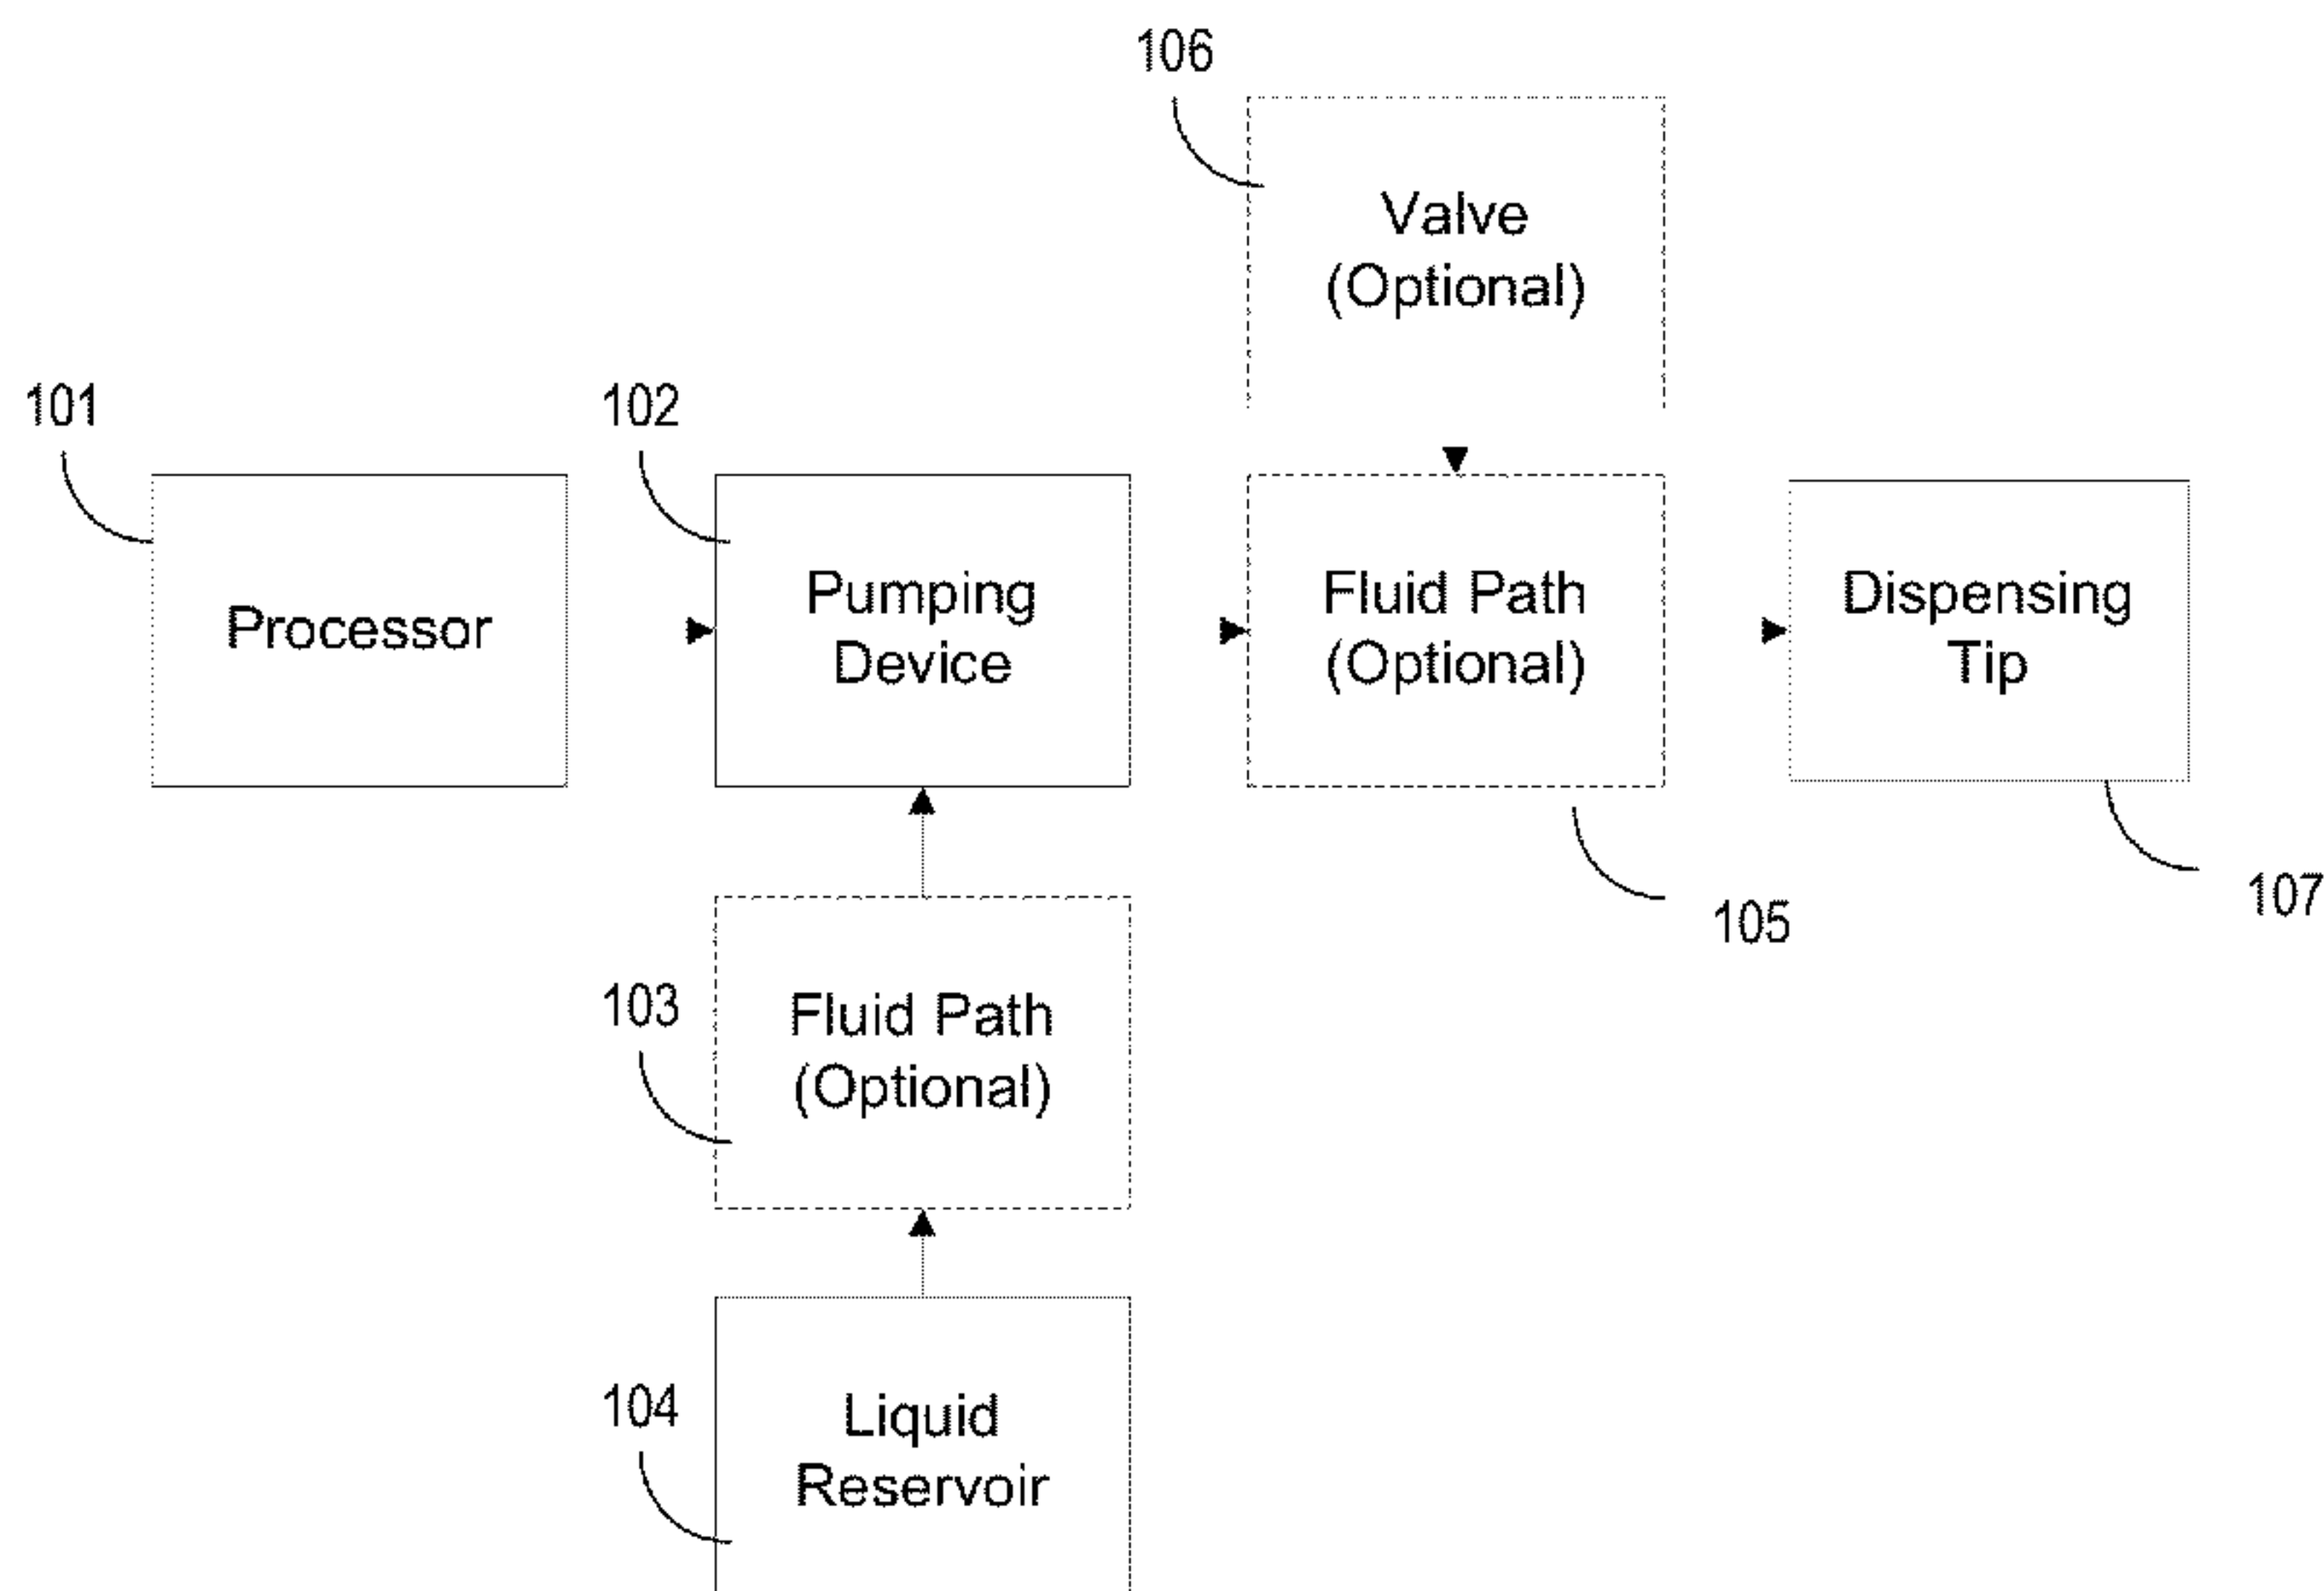 106
Valve
(Optional)
101
102
Processor
Pumping
Device
Fluid Path
(Optional)
Dispensing
Tip
105
107
103
Fluid Path
(Optional)
104
Liquid
Reservoir